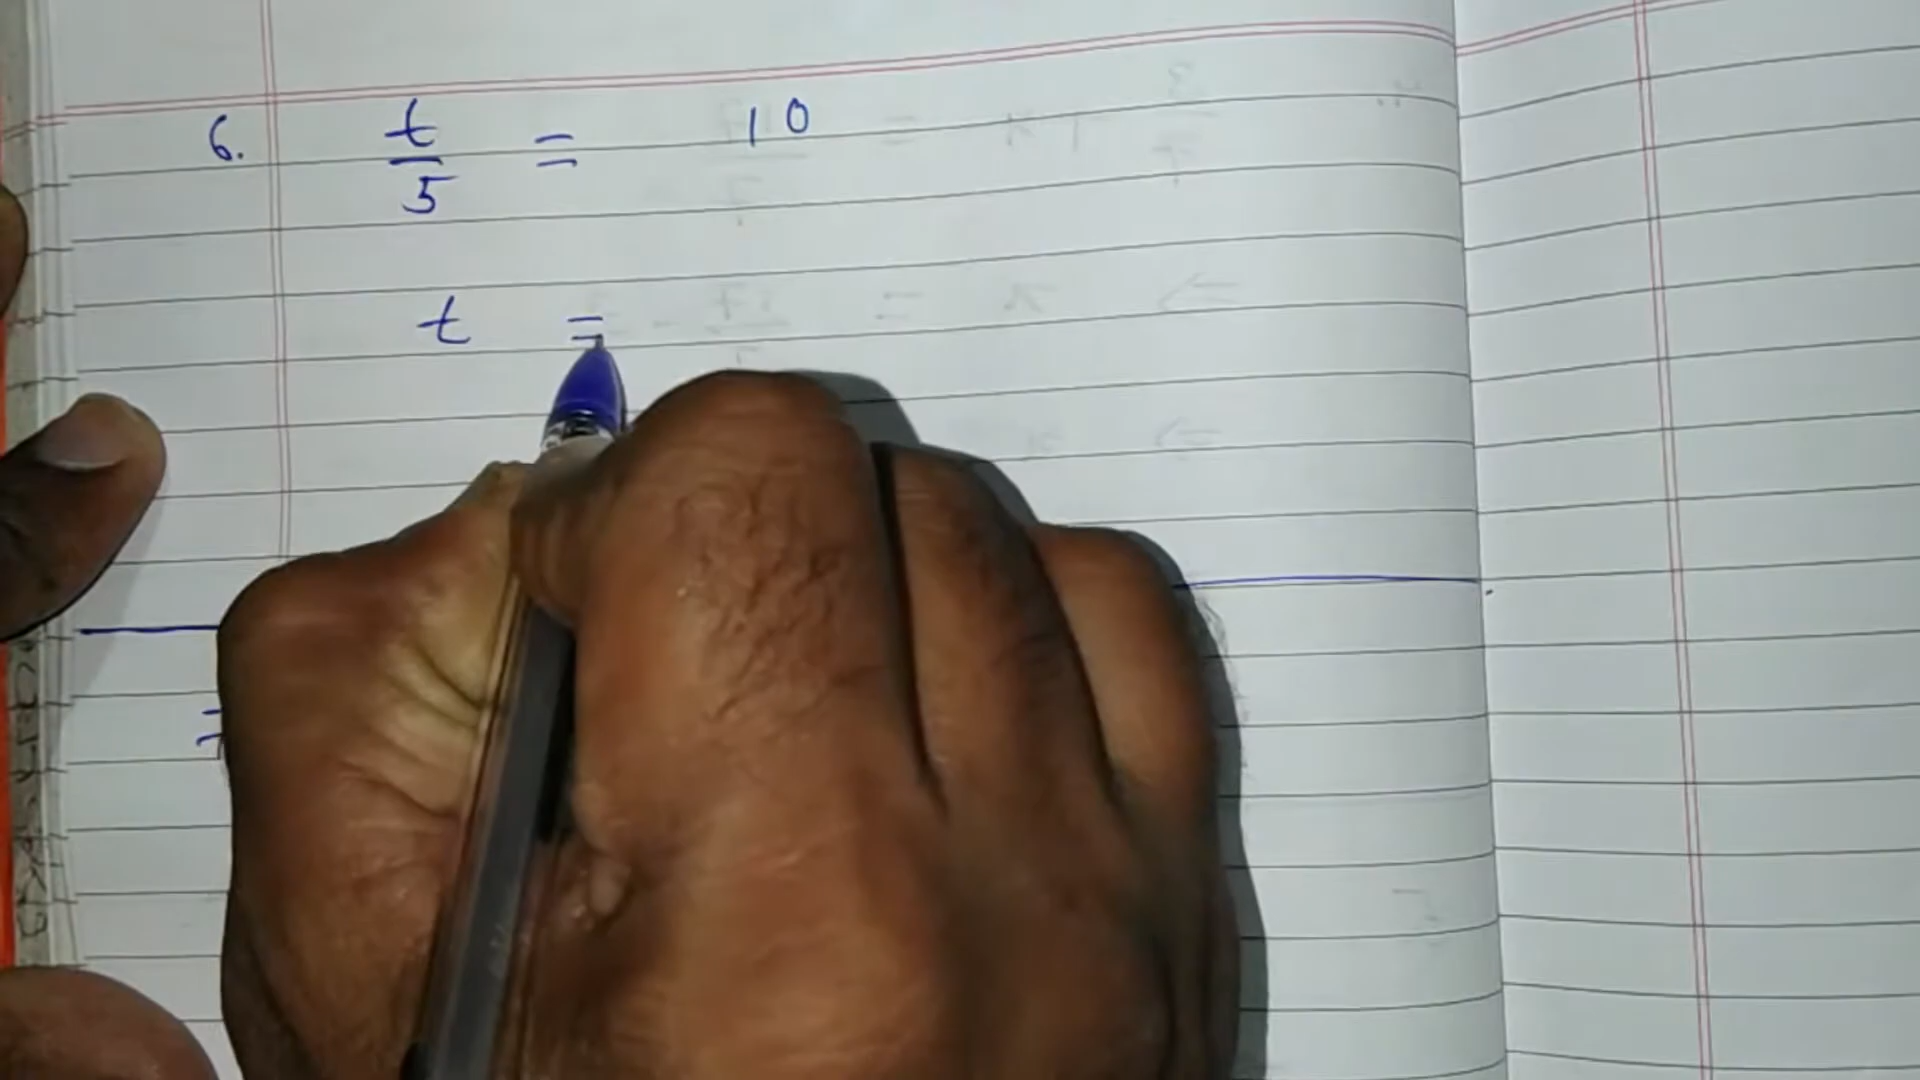 6. t/5 = 10
t =
=